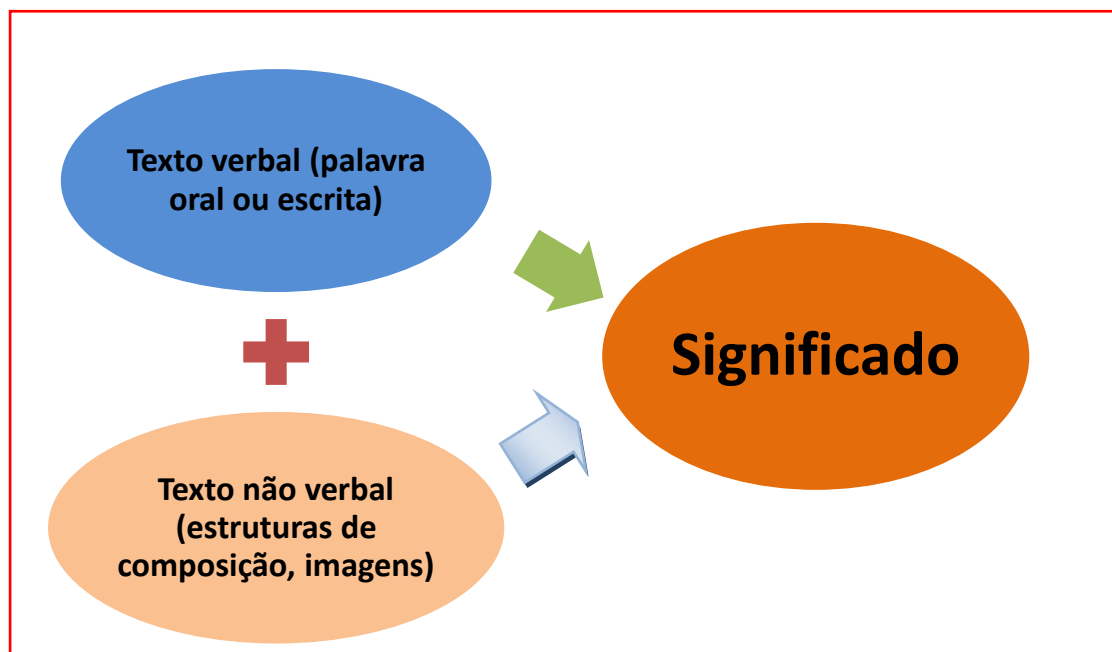 Texto verbal (palavra
oral ou escrita)
Significado
Texto não verbal
(estruturas de
composição, imagens)